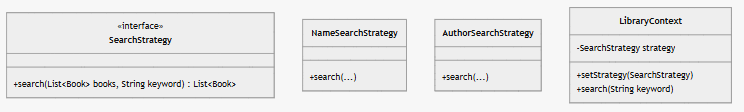 «interface»
SearchStrategy
+search(List<Book> books, String keyword) : List<Book>
NameSearchStrategy
+search(...)
AuthorSearchStrategy
+search(...)
LibraryContext
-SearchStrategy strategy
+setStrategy(SearchStrategy)
+search(String keyword)